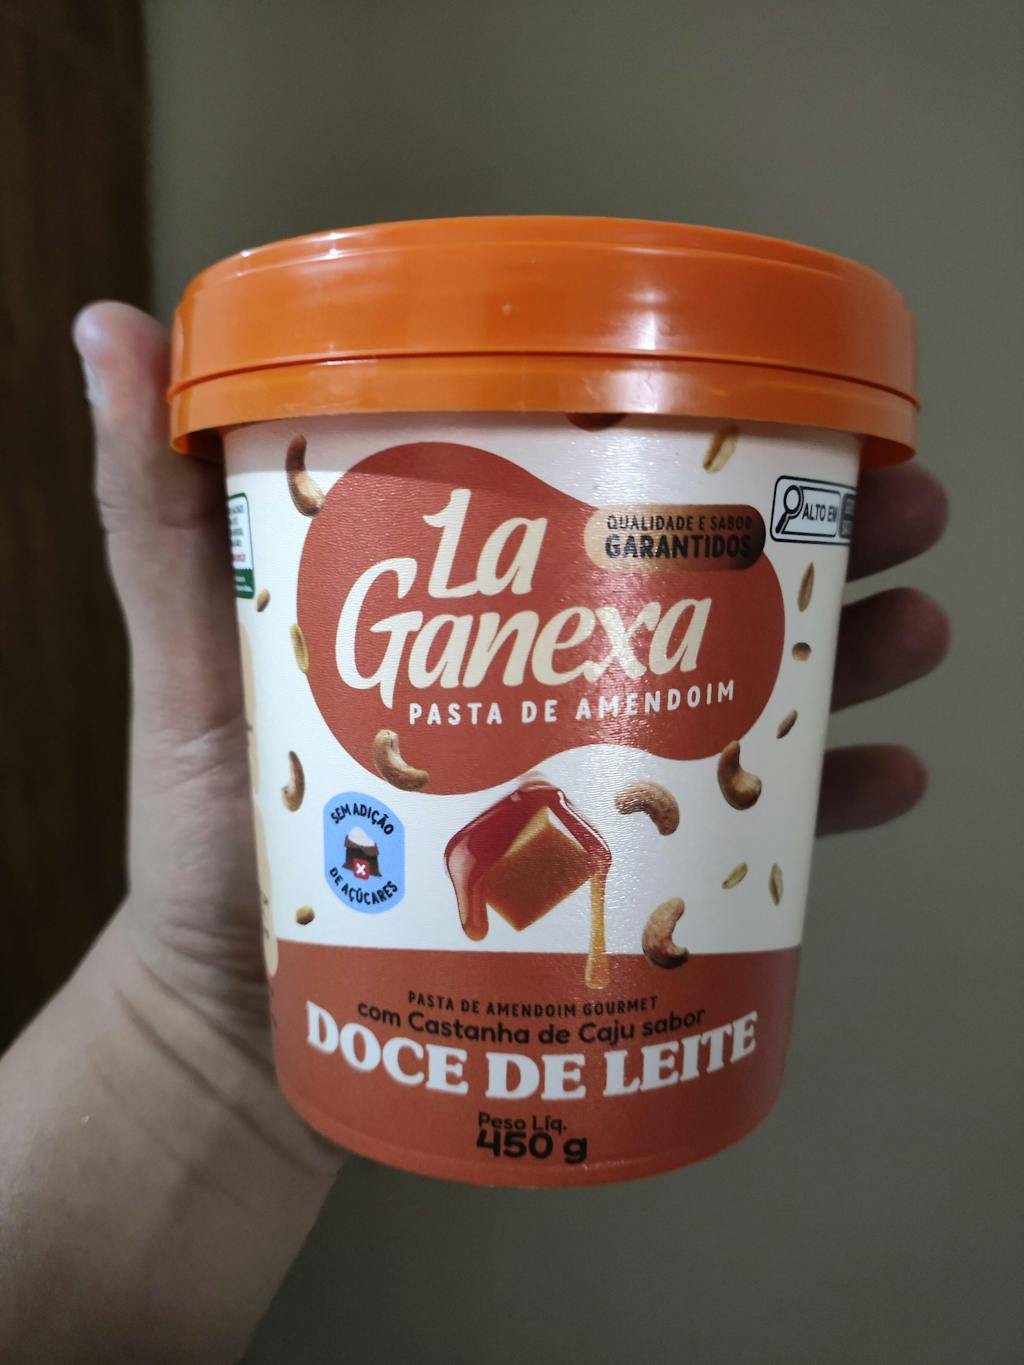 La
Ganexa
PASTA DE AMENDOIM
QUALIDADE E SABOR
GARANTIDOS
ALTO EM
SEM ADIÇÃO
DE AÇÚCARES
PASTA DE AMENDOIM GOURMET
com Castanha de Caju sabor
DOCE DE LEITE
Peso Líq.
450 g